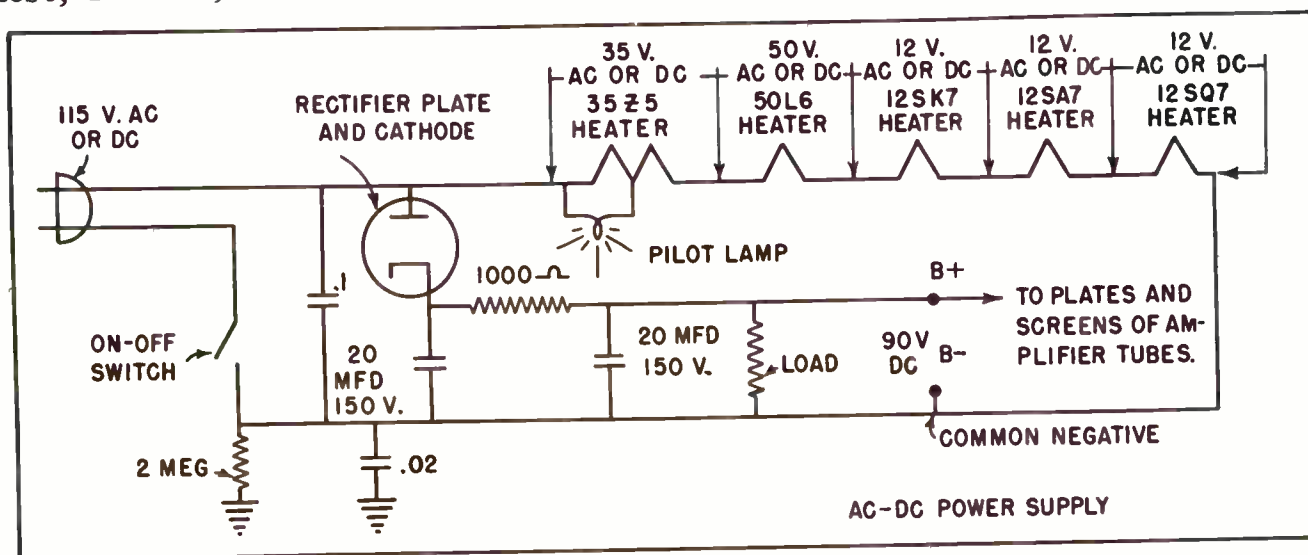 35 V.
AC OR DC
35Z5
HEATER
50 V.
AC OR DC
50L6
HEATER
12 V.
AC OR DC
12SK7
HEATER
12 V.
AC OR DC
12SA7
HEATER
12 V.
AC OR DC
12SQ7
HEATER
115 V. AC
OR DC
RECTIFIER PLATE
AND CATHODE
PILOT LAMP
1000 Ω
.1
ON-OFF
SWITCH
20
MFD
150 V.
20 MFD
150 V.
LOAD
B+
90V
DC
B-
TO PLATES AND
SCREENS OF AM-
PLIFIER TUBES.
COMMON NEGATIVE
2 MEG
.02
AC-DC POWER SUPPLY